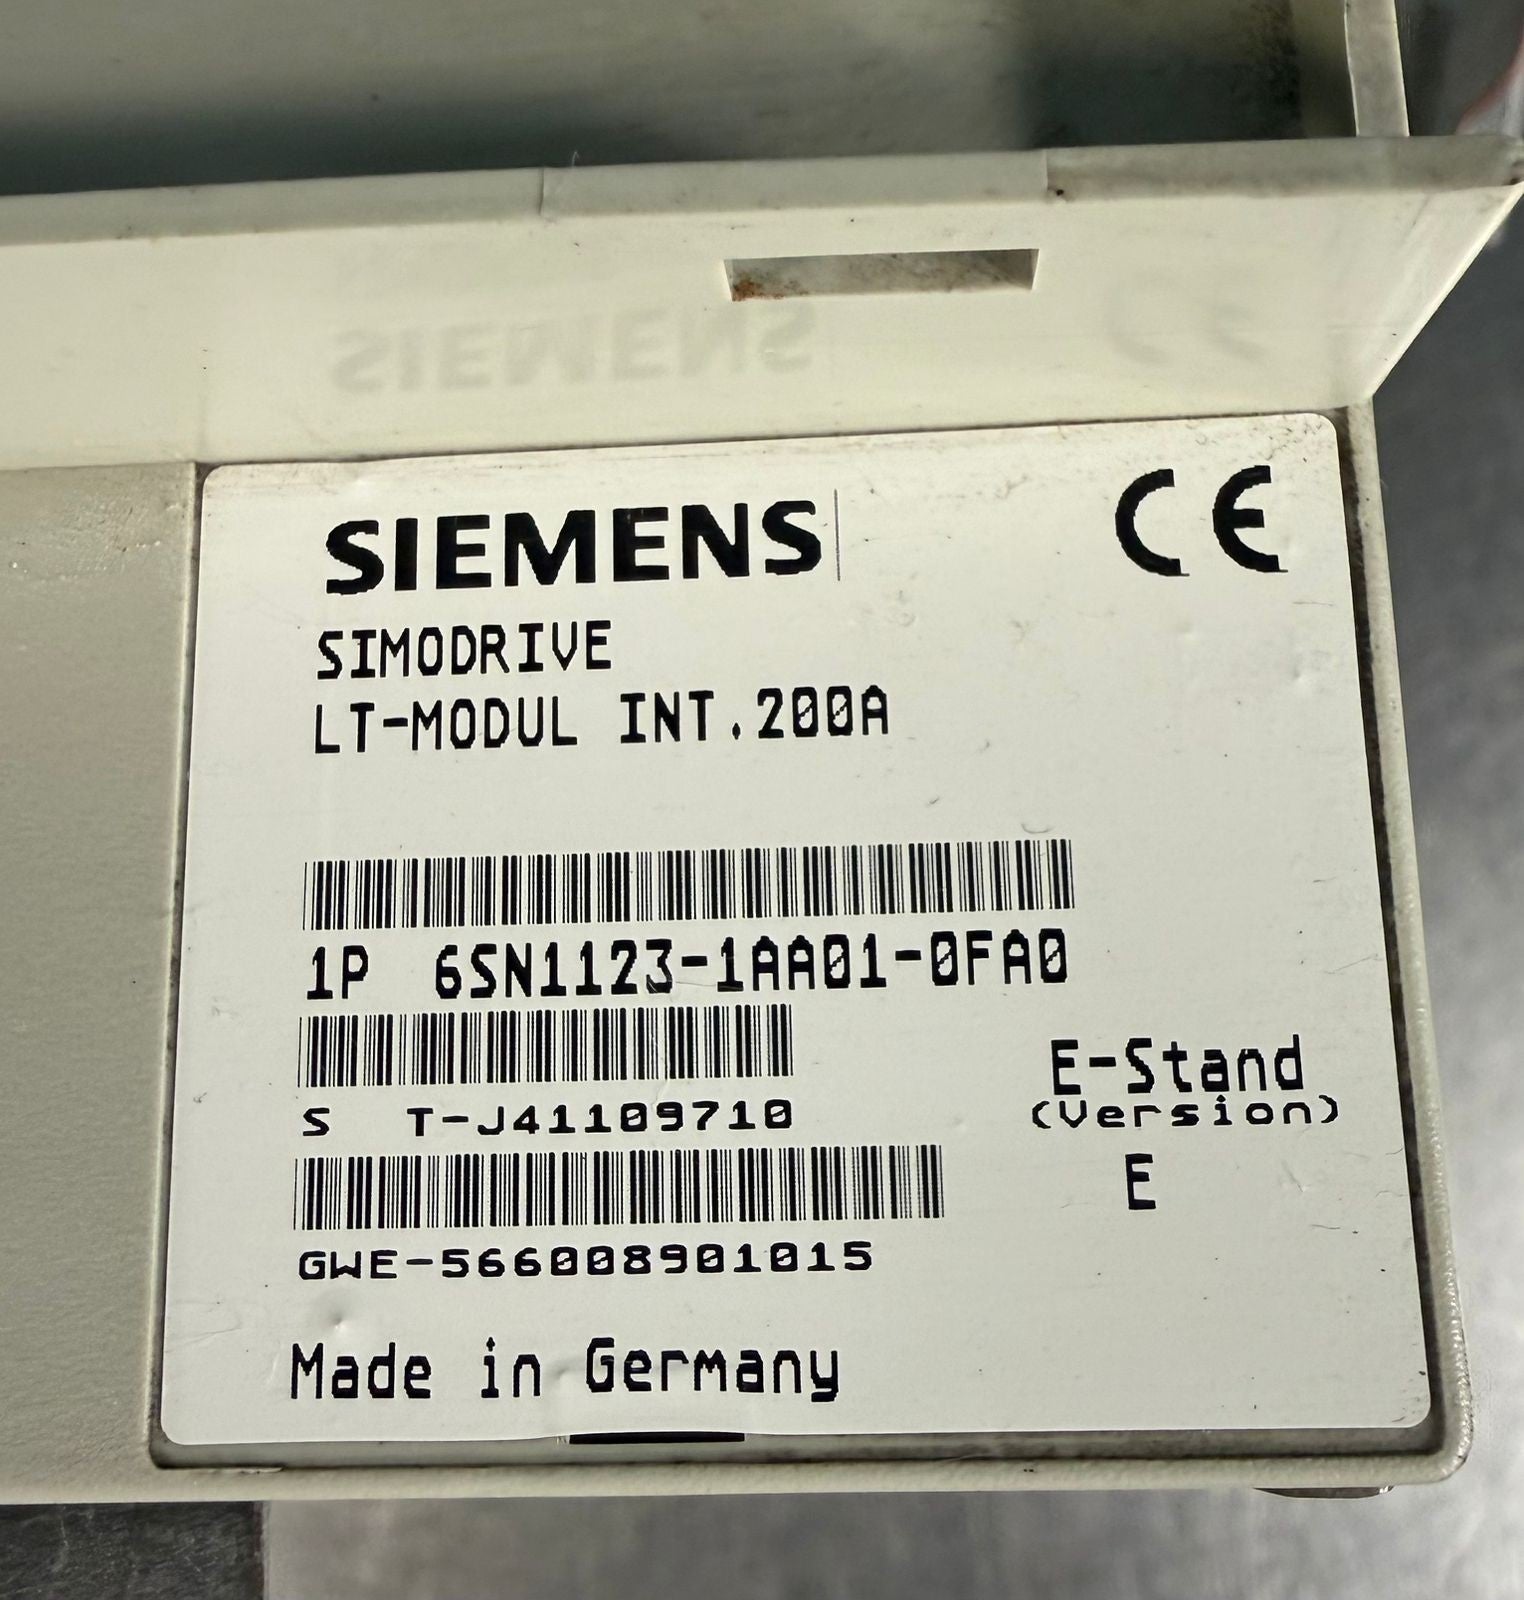 SIEMENS
CE
SIMODRIVE
LT-MODUL INT.200A
1P 6SN1123-1AA01-0FA0
S T-J41109710
E-Stand
(Version)
E
GWE-566008901015
Made in Germany